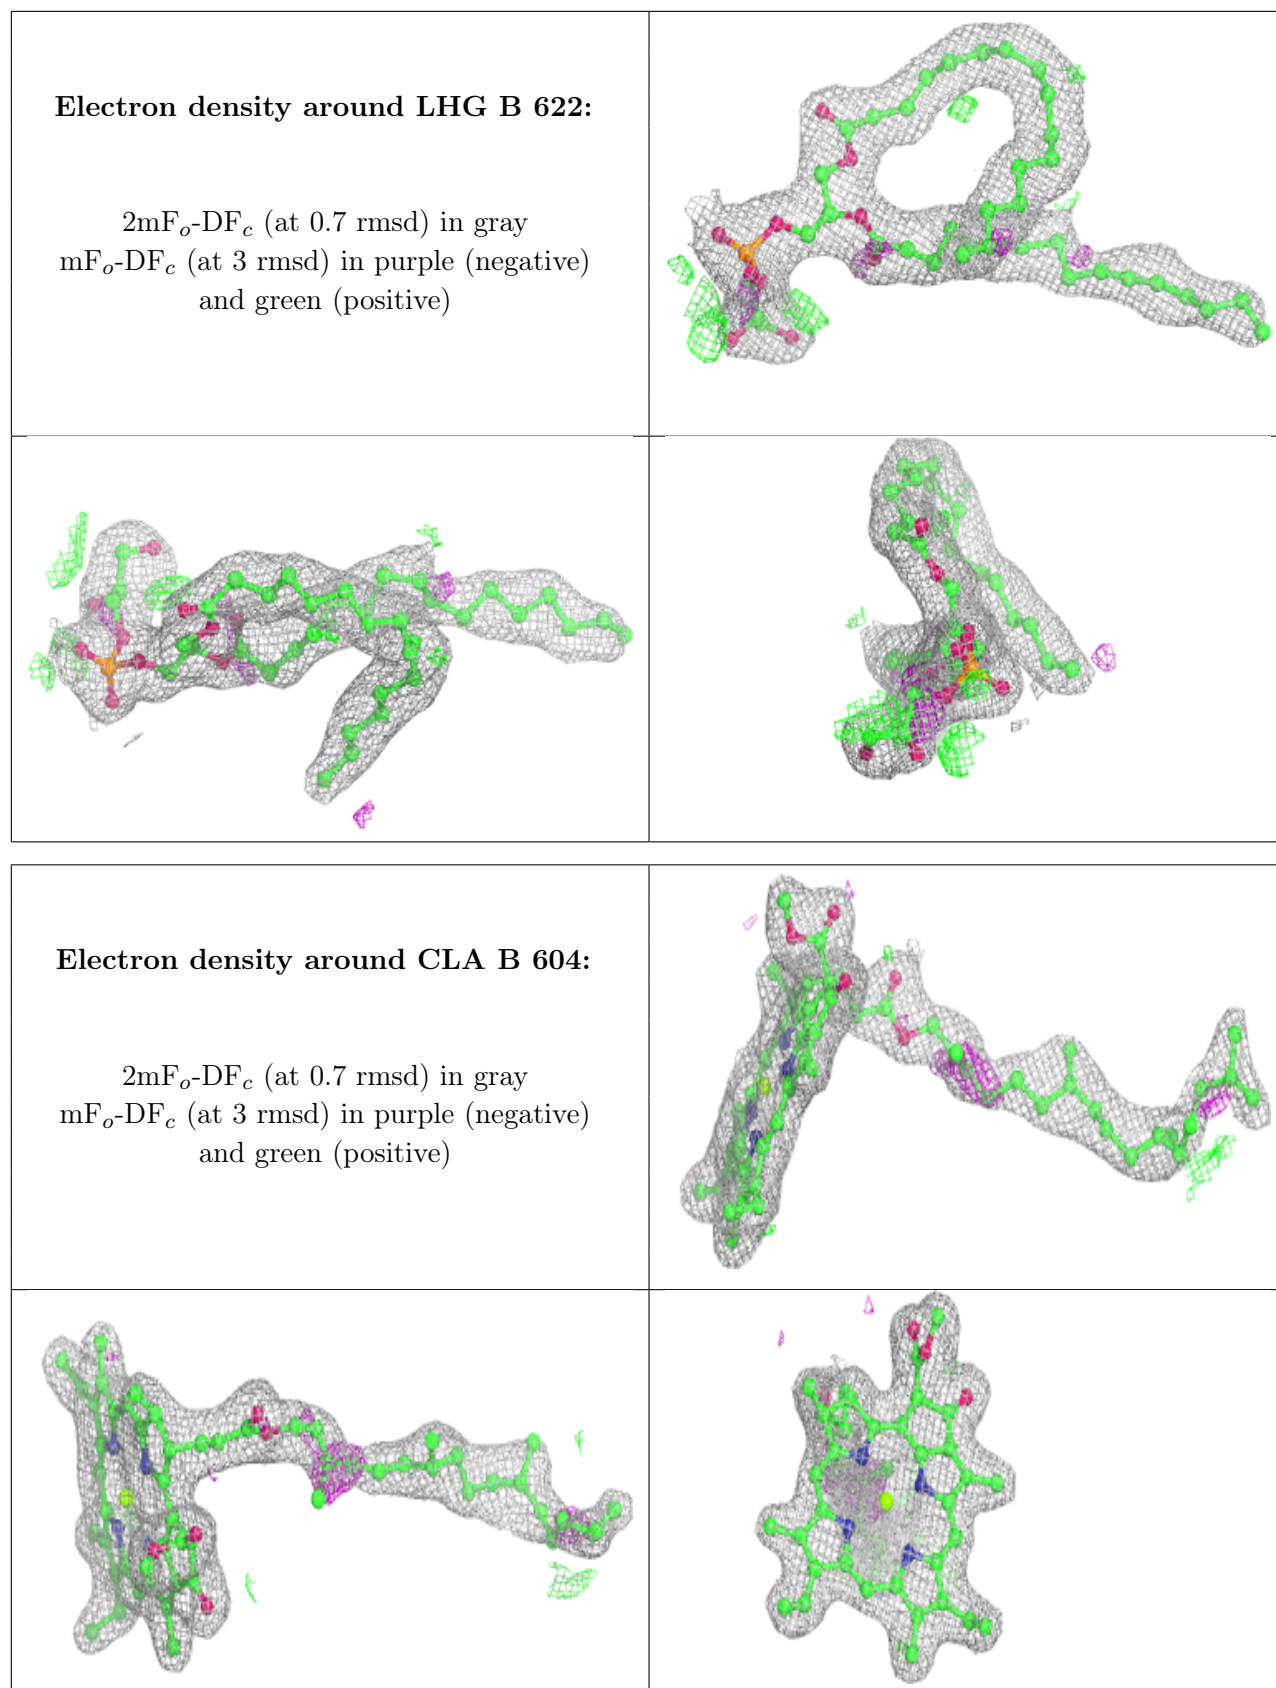 Electron density around LHG B 622:
2mFₒ-DF𝒸 (at 0.7 rmsd) in gray
mFₒ-DF𝒸 (at 3 rmsd) in purple (negative)
and green (positive)
Electron density around CLA B 604:
2mFₒ-DF𝒸 (at 0.7 rmsd) in gray
mFₒ-DF𝒸 (at 3 rmsd) in purple (negative)
and green (positive)